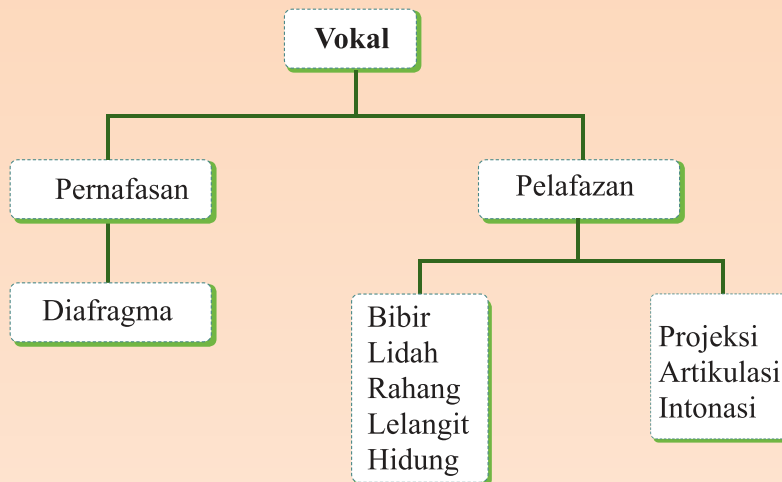 Vokal
Pernafasan
Pelafazan
Diafragma
Bibir
Lidah
Rahang
Lelangit
Hidung
Projeksi
Artikulasi
Intonasi